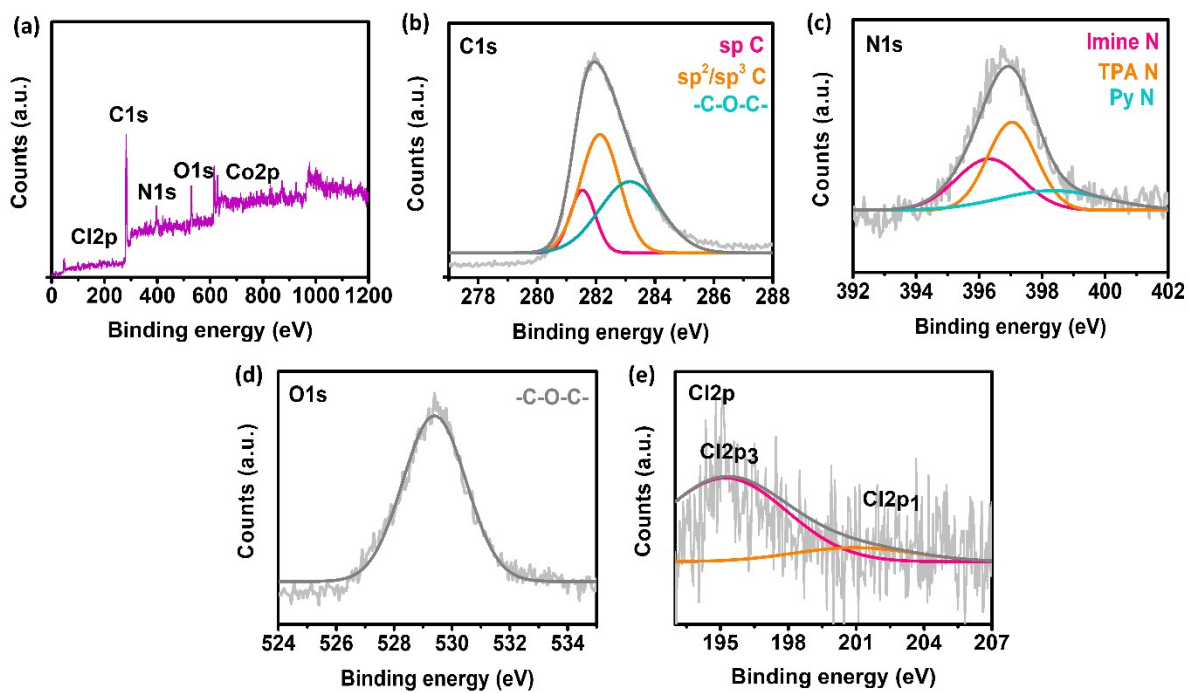 (a)
C1s
N1s
O1s
Co2p
Cl2p
Counts (a.u.)
0 200 400 600 800 1000 1200
Binding energy (eV)
(b)
C1s
sp C
sp²/sp³ C
-C-O-C-
Counts (a.u.)
278 280 282 284 286 288
Binding energy (eV)
(c)
N1s
Imine N
TPA N
Py N
Counts (a.u.)
392 394 396 398 400 402
Binding energy (eV)
(d)
O1s
-C-O-C-
Counts (a.u.)
524 526 528 530 532 534
Binding energy (eV)
(e)
Cl2p
Cl2p₃
Cl2p₁
Counts (a.u.)
195 198 201 204 207
Binding energy (eV)